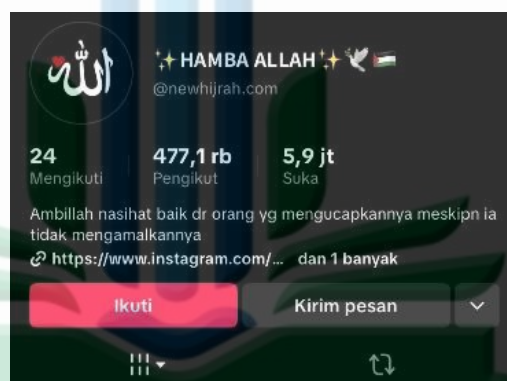 الله
✨HAMBA ALLAH✨🕊🇵🇸
@newhijrah.com
24 477,1 rb 5,9 jt
Mengikuti Pengikut Suka
Ambillah nasihat baik dr orang yg mengucapkannya meskipn ia
tidak mengamalkannya
https://www.instagram.com/... dan 1 banyak
Ikuti Kirim pesan